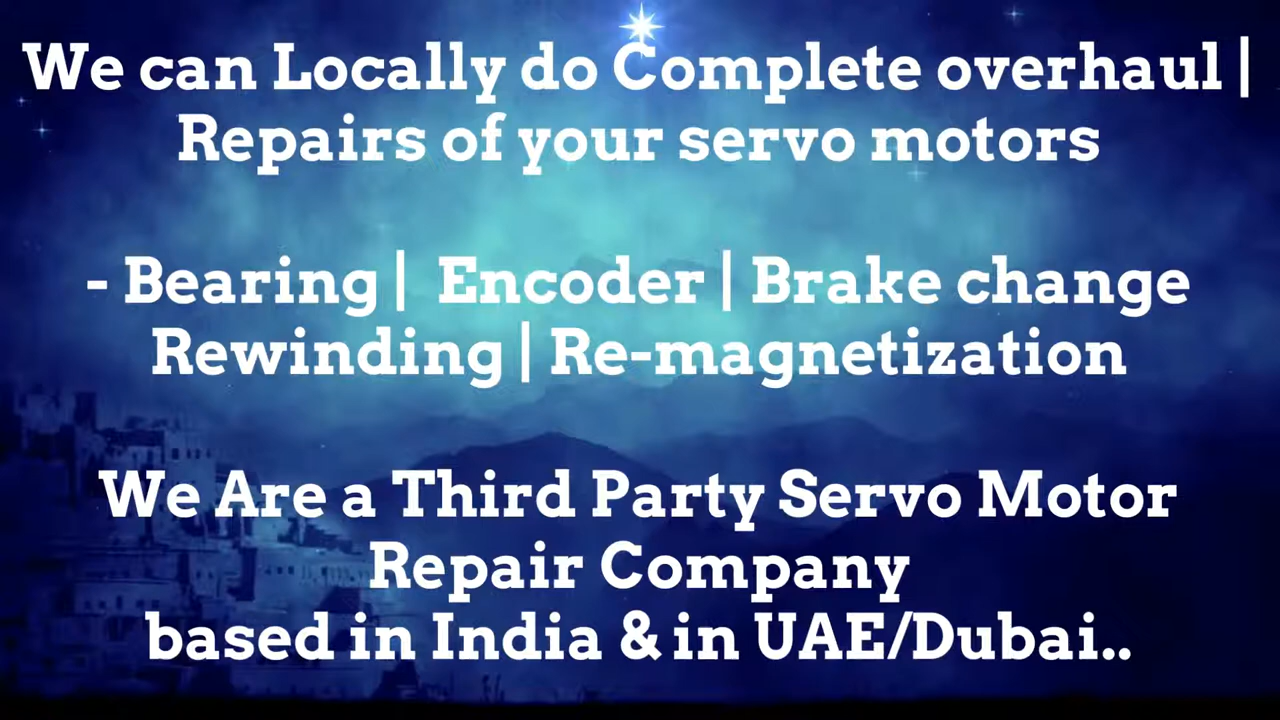 We can Locally do Complete overhaul |
Repairs of your servo motors
- Bearing | Encoder | Brake change
Rewinding | Re-magnetization
We Are a Third Party Servo Motor
Repair Company
based in India & in UAE/Dubai..